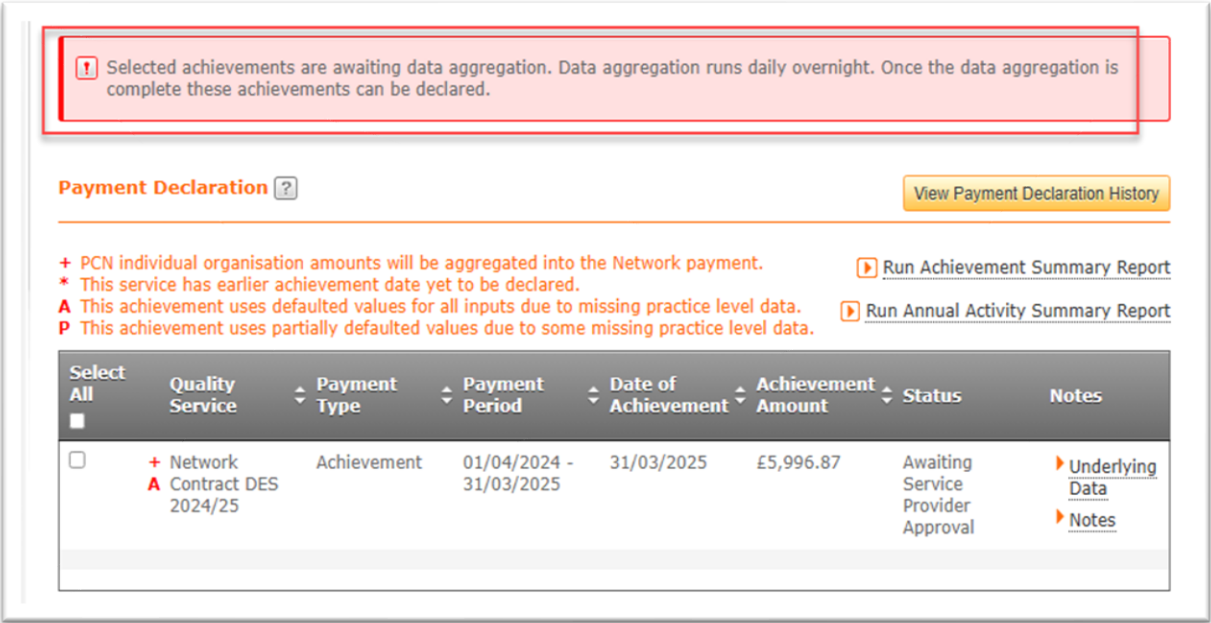 Selected achievements are awaiting data aggregation. Data aggregation runs daily overnight. Once the data aggregation is
complete these achievements can be declared.
Payment Declaration ?
View Payment Declaration History
+ PCN individual organisation amounts will be aggregated into the Network payment.
* This service has earlier achievement date yet to be declared.
A This achievement uses defaulted values for all inputs due to missing practice level data.
P This achievement uses partially defaulted values due to some missing practice level data.
Run Achievement Summary Report
Run Annual Activity Summary Report
Select
All
Quality
Service
Payment
Type
Payment
Period
Date of
Achievement
Achievement
Amount
Status
Notes
+ Network
A Contract DES
2024/25
Achievement
01/04/2024 -
31/03/2025
31/03/2025
£5,996.87
Awaiting
Service
Provider
Approval
Underlying
Data
Notes